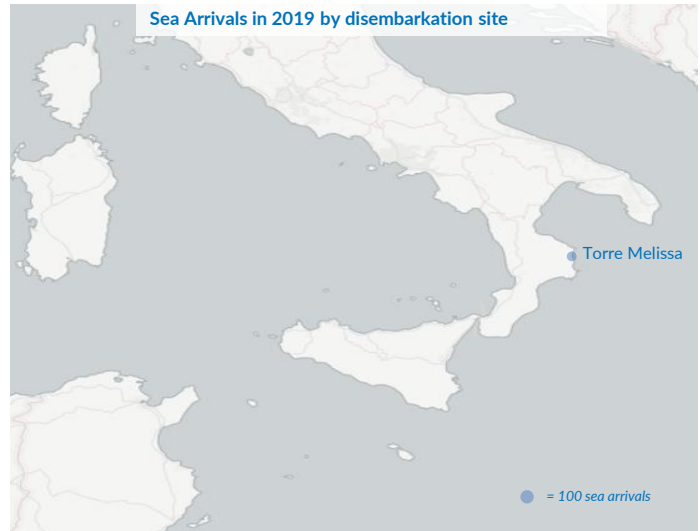 Sea Arrivals in 2019 by disembarkation site
Torre Melissa
= 100 sea arrivals